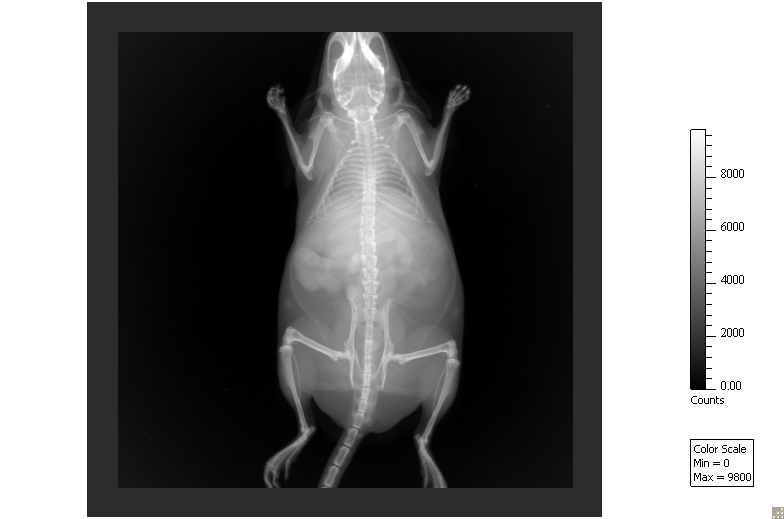 8000
6000
4000
2000
0.00
Counts
Color Scale
Min = 0
Max = 9800